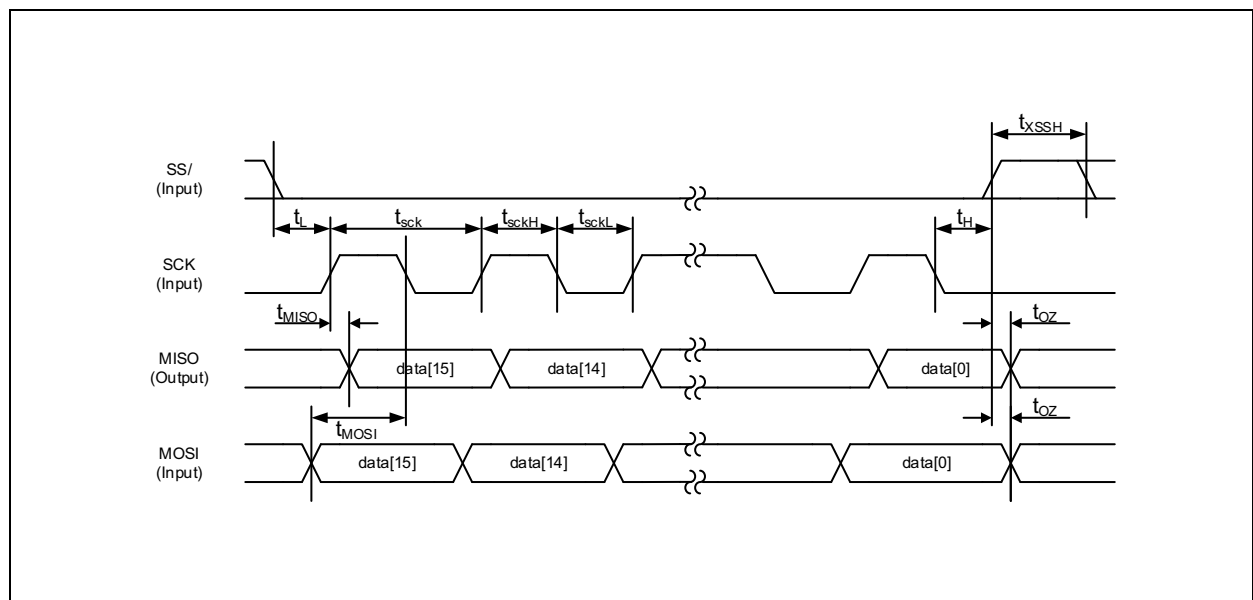 tXSSH
SS/
(Input)
tL
tsck
tsckH
tsckL
tH
SCK
(Input)
tMISO
tOZ
MISO
(Output)
data[15]
data[14]
data[0]
tMOSI
tOZ
MOSI
(Input)
data[15]
data[14]
data[0]